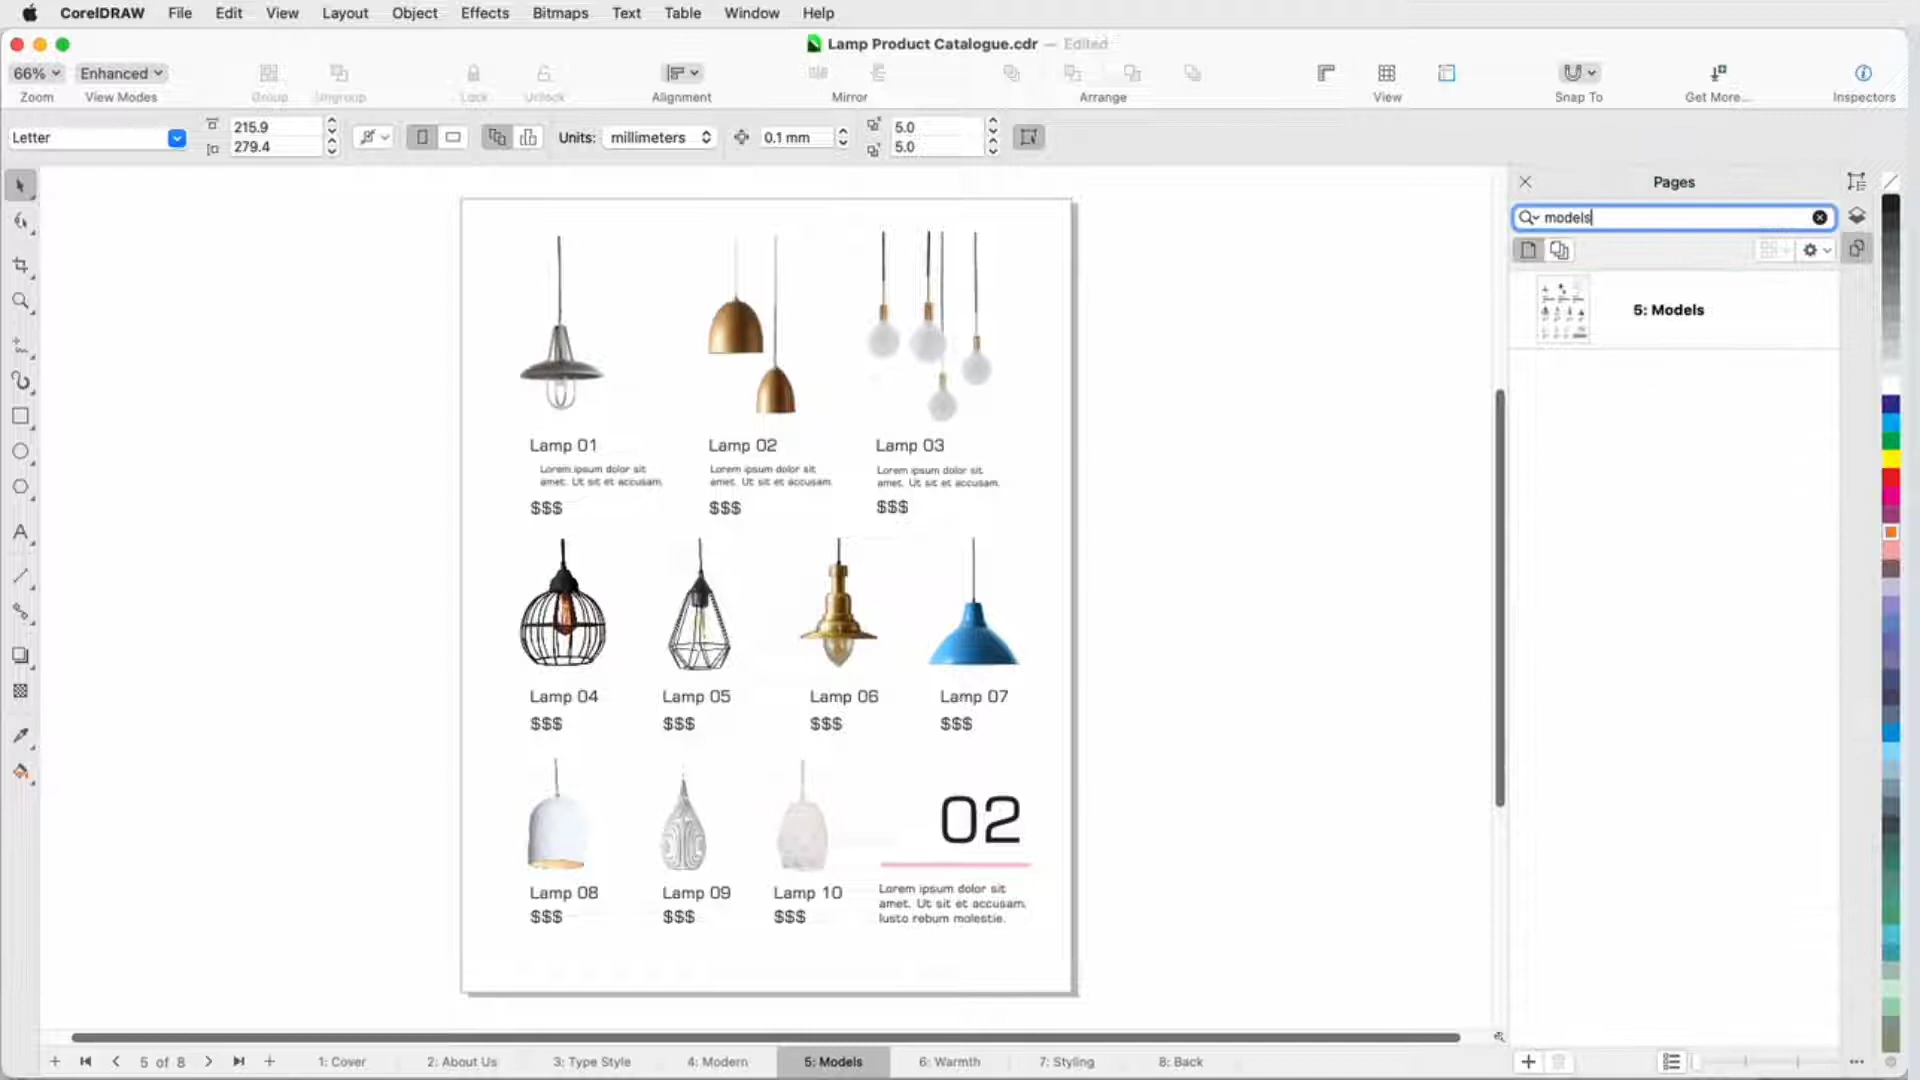 CorelDRAW File Edit View Layout Object Effects Bitmaps Text Table Window Help
Lamp Product Catalogue.cdr — Edited
66% Enhanced
Zoom View Modes Group Ungroup Lock Unlock Alignment Mirror Arrange View Snap To Get More... Inspectors
Letter 215.9 Units: millimeters 0.1 mm 5.0
279.4 5.0
Pages
models
5: Models
Lamp 01 Lamp 02 Lamp 03
Lorem ipsum dolor sit Lorem ipsum dolor sit Lorem ipsum dolor sit
amet. Ut sit et accusam. amet. Ut sit et accusam. amet. Ut sit et accusam.
$$$ $$$ $$$
Lamp 04 Lamp 05 Lamp 06 Lamp 07
$$$ $$$ $$$ $$$
02
Lamp 08 Lamp 09 Lamp 10
$$$ $$$ $$$
Lorem ipsum dolor sit
amet. Ut sit et accusam.
Iusto rebum molestie.
5 of 8 1: Cover 2: About Us 3: Type Style 4: Modern 5: Models 6: Warmth 7: Styling 8: Back